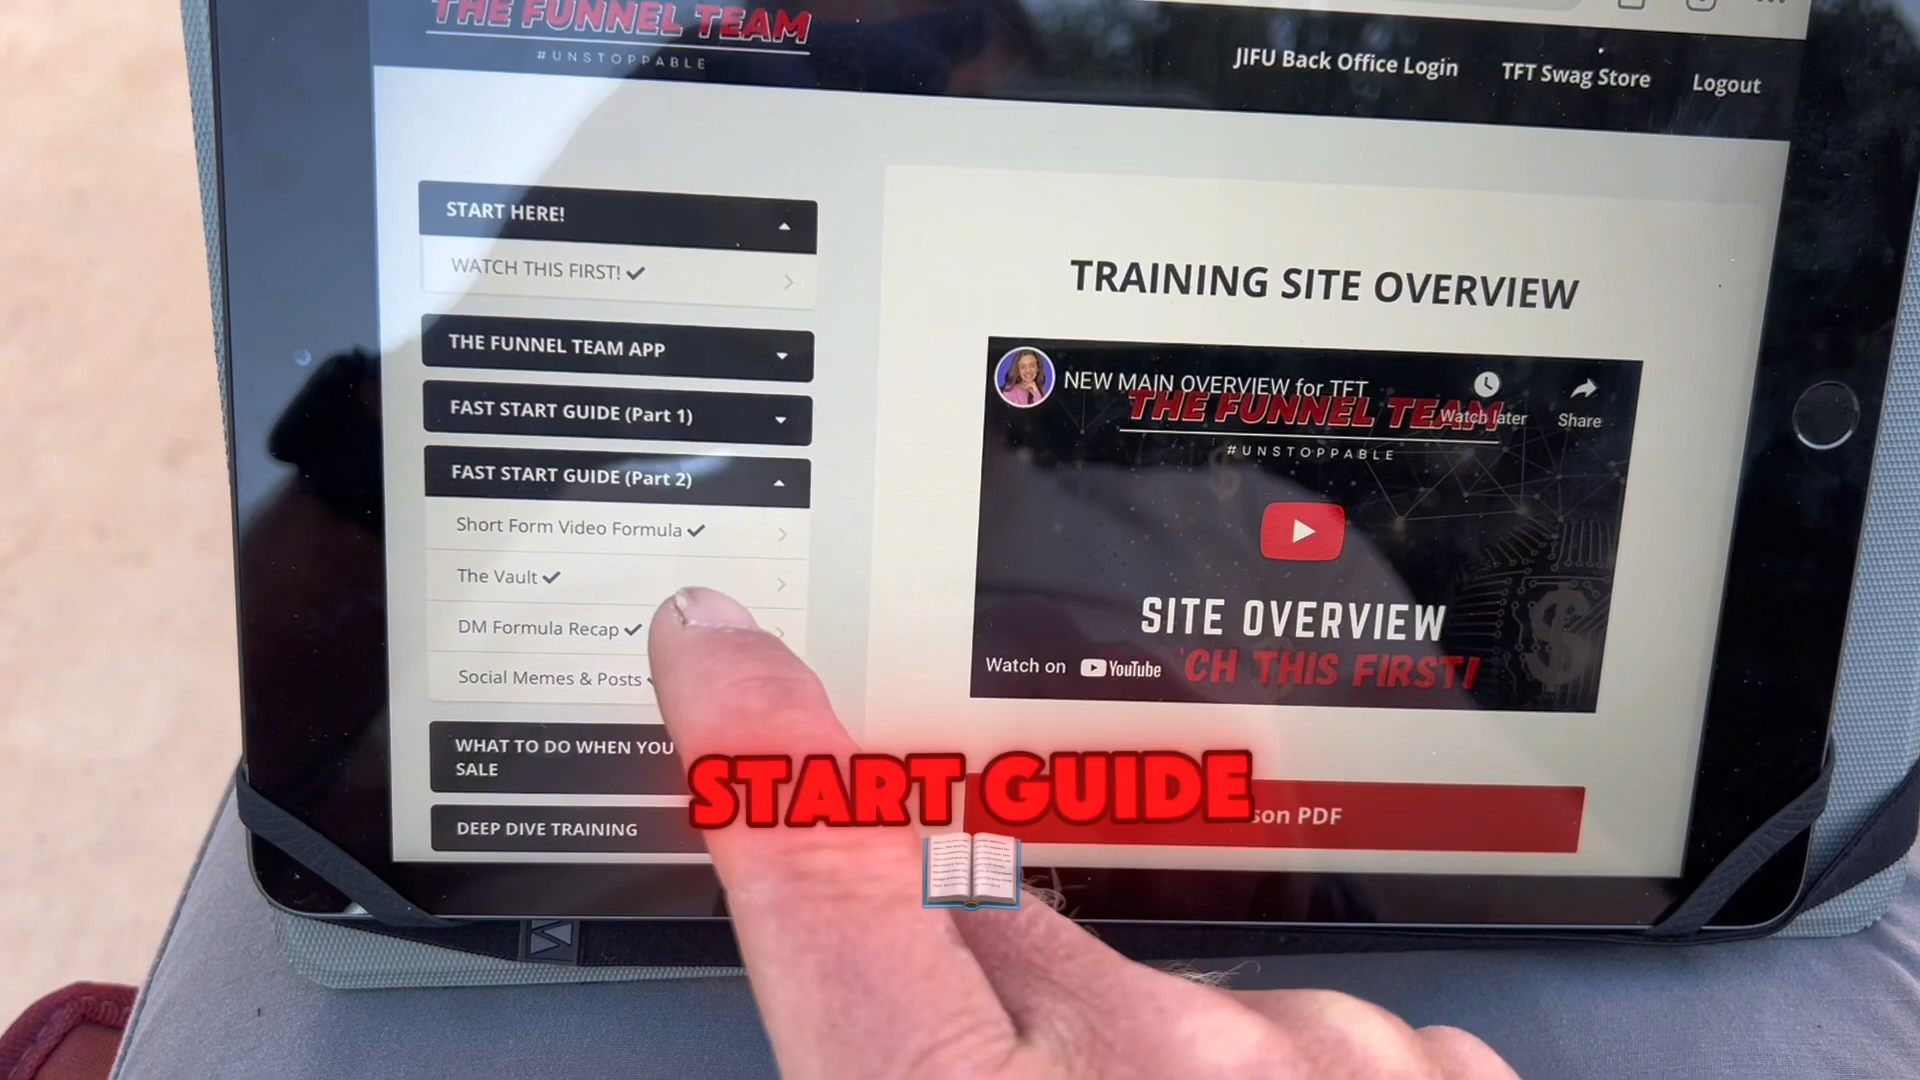 THE FUNNEL TEAM
#UNSTOPPABLE
JIFU Back Office Login
TFT Swag Store
Logout
START HERE!
WATCH THIS FIRST!
THE FUNNEL TEAM APP
FAST START GUIDE (Part 1)
FAST START GUIDE (Part 2)
Short Form Video Formula
The Vault
DM Formula Recap
Social Memes & Posts
WHAT TO DO WHEN YOU
SALE
DEEP DIVE TRAINING
TRAINING SITE OVERVIEW
NEW MAIN OVERVIEW for TFT
Watch later
Share
THE FUNNEL TEAM
#UNSTOPPABLE
SITE OVERVIEW
Watch on YouTube
'CH THIS FIRST!
son PDF
START GUIDE